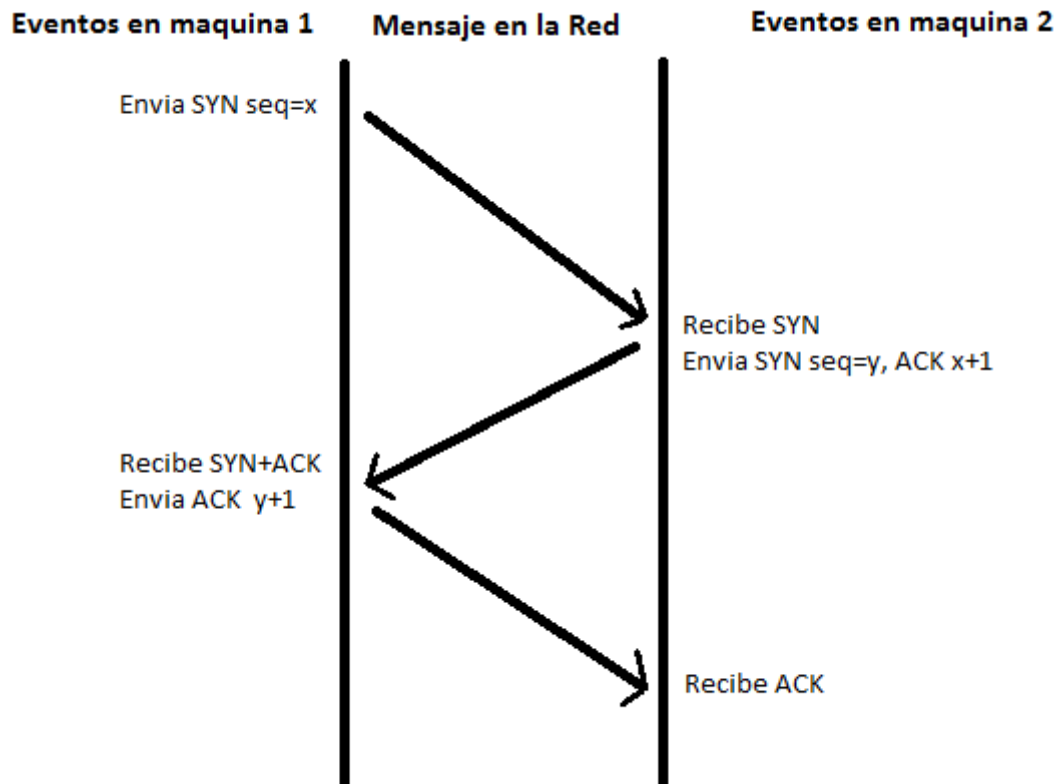 Eventos en maquina 1
Mensaje en la Red
Eventos en maquina 2
Envia SYN seq=x
Recibe SYN
Envia SYN seq=y, ACK x+1
Recibe SYN+ACK
Envia ACK y+1
Recibe ACK